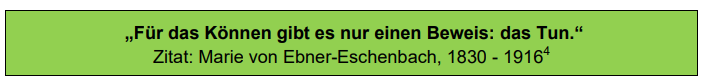 „Für das Können gibt es nur einen Beweis: das Tun.“
Zitat: Marie von Ebner-Eschenbach, 1830 - 1916⁴